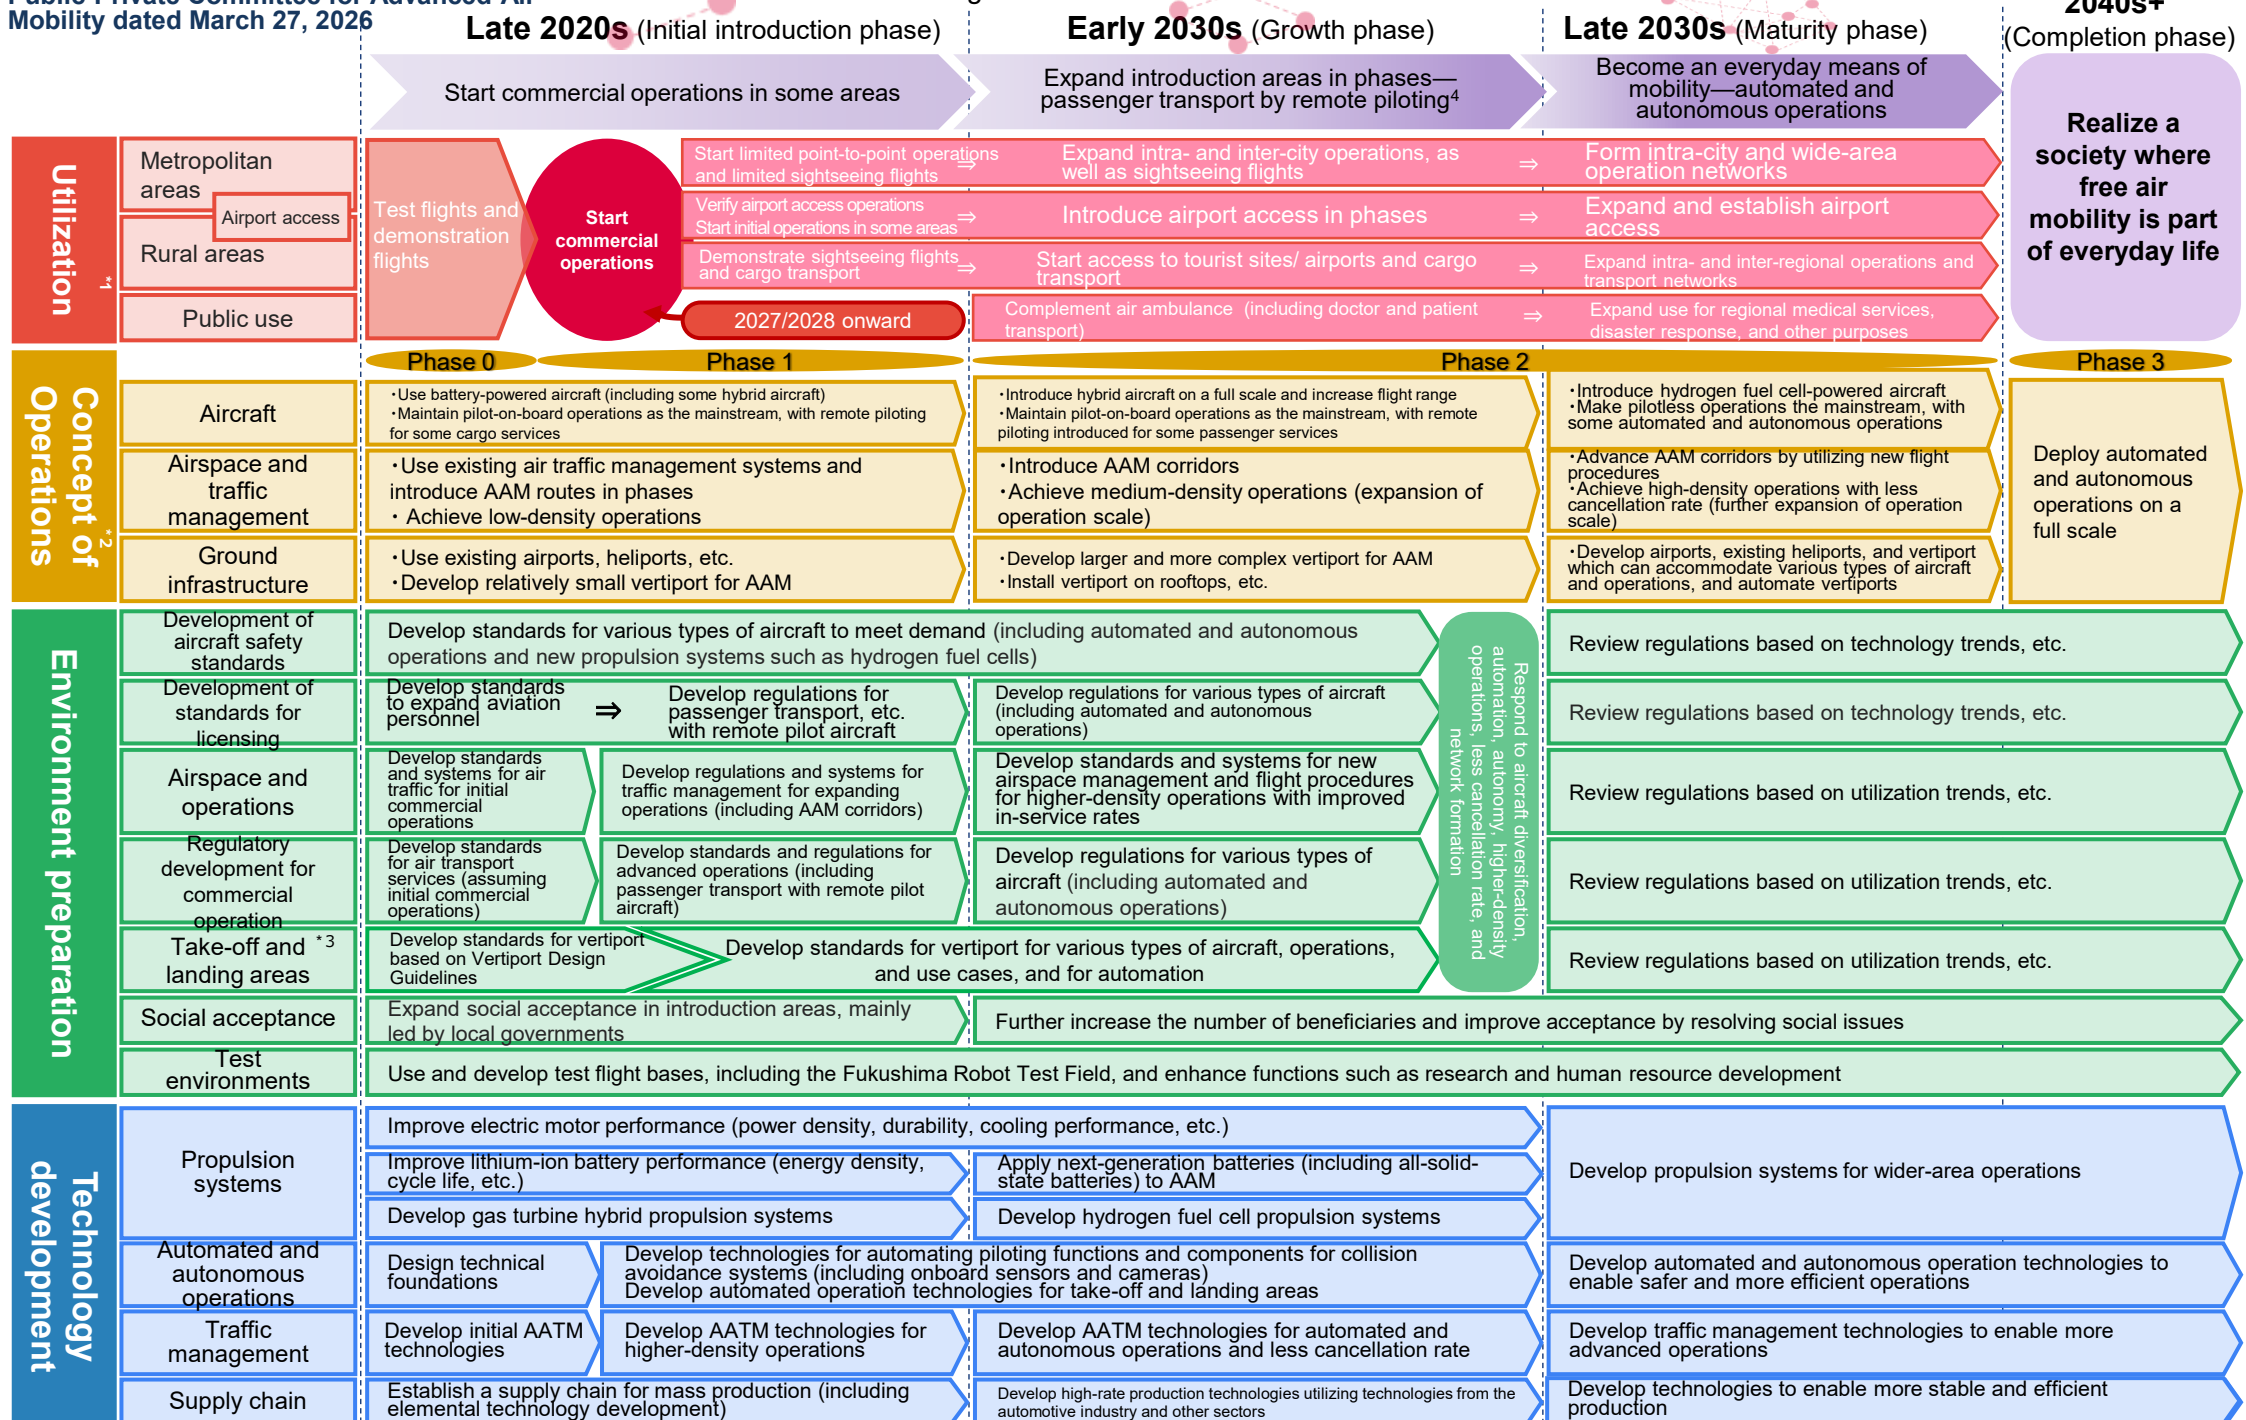 Public-Private Committee for Advanced Air
Mobility dated March 27, 2026
Late 2020s (Initial introduction phase)
Early 2030s (Growth phase)
Late 2030s (Maturity phase)
2040s+
(Completion phase)
Start commercial operations in some areas
Expand introduction areas in phases—
passenger transport by remote piloting4
Become an everyday means of
mobility—automated and
autonomous operations
Realize a
society where
free air
mobility is part
of everyday life
Utilization *1
Metropolitan
areas
Airport access
Rural areas
Public use
Test flights and
demonstration
flights
Start
commercial
operations
Start limited point-to-point operations
and limited sightseeing flights
⇒
Expand intra- and inter-city operations, as
well as sightseeing flights
⇒
Form intra-city and wide-area
operation networks
Verify airport access operations
Start initial operations in some areas
⇒
Introduce airport access in phases
⇒
Expand and establish airport
access
Demonstrate sightseeing flights
and cargo transport
⇒
Start access to tourist sites/ airports and cargo
transport
⇒
Expand intra- and inter-regional operations and
transport networks
2027/2028 onward
Complement air ambulance (including doctor and patient
transport)
⇒
Expand use for regional medical services,
disaster response, and other purposes
Phase 0
Phase 1
Phase 2
Phase 3
Concept of
Operations *2
Aircraft
・Use battery-powered aircraft (including some hybrid aircraft)
・Maintain pilot-on-board operations as the mainstream, with remote piloting
for some cargo services
・Introduce hybrid aircraft on a full scale and increase flight range
・Maintain pilot-on-board operations as the mainstream, with remote
piloting introduced for some passenger services
・Introduce hydrogen fuel cell-powered aircraft
・Make pilotless operations the mainstream, with
some automated and autonomous operations
Deploy automated
and autonomous
operations on a
full scale
Airspace and
traffic
management
・Use existing air traffic management systems and
introduce AAM routes in phases
・ Achieve low-density operations
・Introduce AAM corridors
・Achieve medium-density operations (expansion of
operation scale)
・Advance AAM corridors by utilizing new flight
procedures
・Achieve high-density operations with less
cancellation rate (further expansion of operation
scale)
Ground
infrastructure
・Use existing airports, heliports, etc.
・Develop relatively small vertiport for AAM
・Develop larger and more complex vertiport for AAM
・Install vertiport on rooftops, etc.
・Develop airports, existing heliports, and vertiport
which can accommodate various types of aircraft
and operations, and automate vertiports
Environment preparation
Development of
aircraft safety
standards
Develop standards for various types of aircraft to meet demand (including automated and autonomous
operations and new propulsion systems such as hydrogen fuel cells)
Respond to aircraft diversification,
automation, autonomy, higher-density
operations, less cancellation rate, and
network formation
Review regulations based on technology trends, etc.
Development of
standards for
licensing
Develop standards
to expand aviation
personnel
⇒
Develop regulations for
passenger transport, etc.
with remote pilot aircraft
Develop regulations for various types of aircraft
(including automated and autonomous
operations)
Review regulations based on technology trends, etc.
Airspace and
operations
Develop standards
and systems for air
traffic for initial
commercial
operations
Develop regulations and systems for
traffic management for expanding
operations (including AAM corridors)
Develop standards and systems for new
airspace management and flight procedures
for higher-density operations with improved
in-service rates
Review regulations based on utilization trends, etc.
Regulatory
development for
commercial
operation
Develop standards
for air transport
services (assuming
initial commercial
operations)
Develop standards and regulations for
advanced operations (including
passenger transport with remote pilot
aircraft)
Develop regulations for various types of
aircraft (including automated and
autonomous operations)
Review regulations based on utilization trends, etc.
Take-off and *3
landing areas
Develop standards for vertiport
based on Vertiport Design
Guidelines
Develop standards for vertiport for various types of aircraft, operations,
and use cases, and for automation
Review regulations based on utilization trends, etc.
Social acceptance
Expand social acceptance in introduction areas, mainly
led by local governments
Further increase the number of beneficiaries and improve acceptance by resolving social issues
Test
environments
Use and develop test flight bases, including the Fukushima Robot Test Field, and enhance functions such as research and human resource development
Technology
development
Propulsion
systems
Improve electric motor performance (power density, durability, cooling performance, etc.)
Improve lithium-ion battery performance (energy density,
cycle life, etc.)
Apply next-generation batteries (including all-solid-
state batteries) to AAM
Develop gas turbine hybrid propulsion systems
Develop hydrogen fuel cell propulsion systems
Develop propulsion systems for wider-area operations
Automated and
autonomous
operations
Design technical
foundations
Develop technologies for automating piloting functions and components for collision
avoidance systems (including onboard sensors and cameras)
Develop automated operation technologies for take-off and landing areas
Develop automated and autonomous operation technologies to
enable safer and more efficient operations
Traffic
management
Develop initial AATM
technologies
Develop AATM technologies for
higher-density operations
Develop AATM technologies for automated and
autonomous operations and less cancellation rate
Develop traffic management technologies to enable more
advanced operations
Supply chain
Establish a supply chain for mass production (including
elemental technology development)
Develop high-rate production technologies utilizing technologies from the
automotive industry and other sectors
Develop technologies to enable more stable and efficient
production